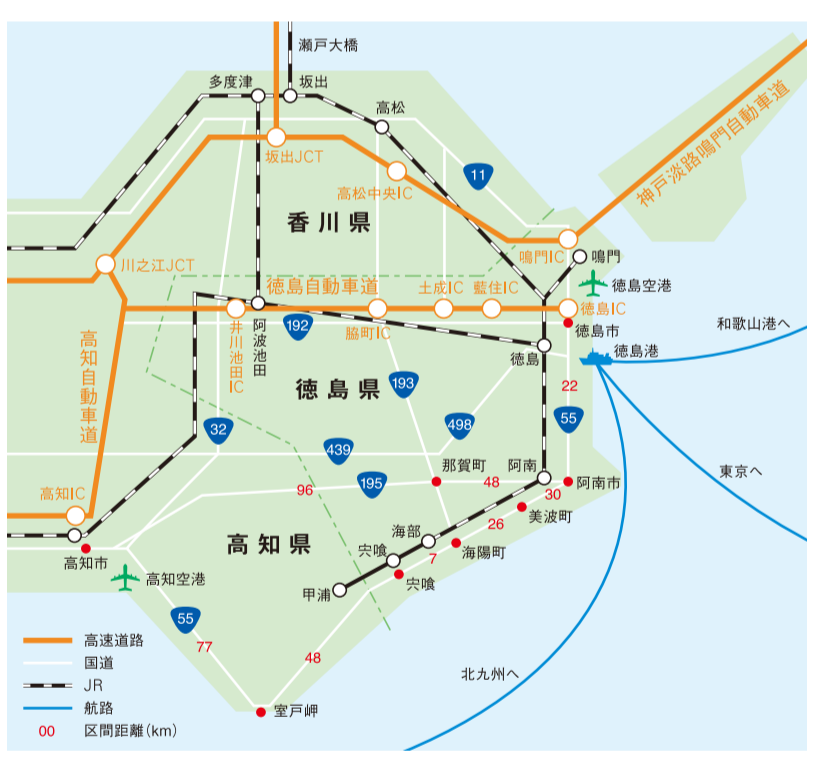 瀬戸大橋
多度津
坂出
高松
神戸淡路鳴門自動車道
坂出JCT
11
高松中央IC
香川県
鳴門IC
鳴門
川之江JCT
徳島空港
徳島自動車道
土成IC
藍住IC
徳島IC
192
和歌山港へ
徳島市
井川池田IC
阿波池田
脇町IC
高知自動車道
徳島
徳島港
徳島県
193
22
32
498
55
439
那賀町
阿南
東京へ
高知IC
96
195
48
30
阿南市
美波町
26
高知県
海部
宍喰
7
海陽町
高知市
高知空港
宍喰
甲浦
55
77
48
北九州へ
室戸岬
高速道路
国道
JR
航路
00
区間距離(km)